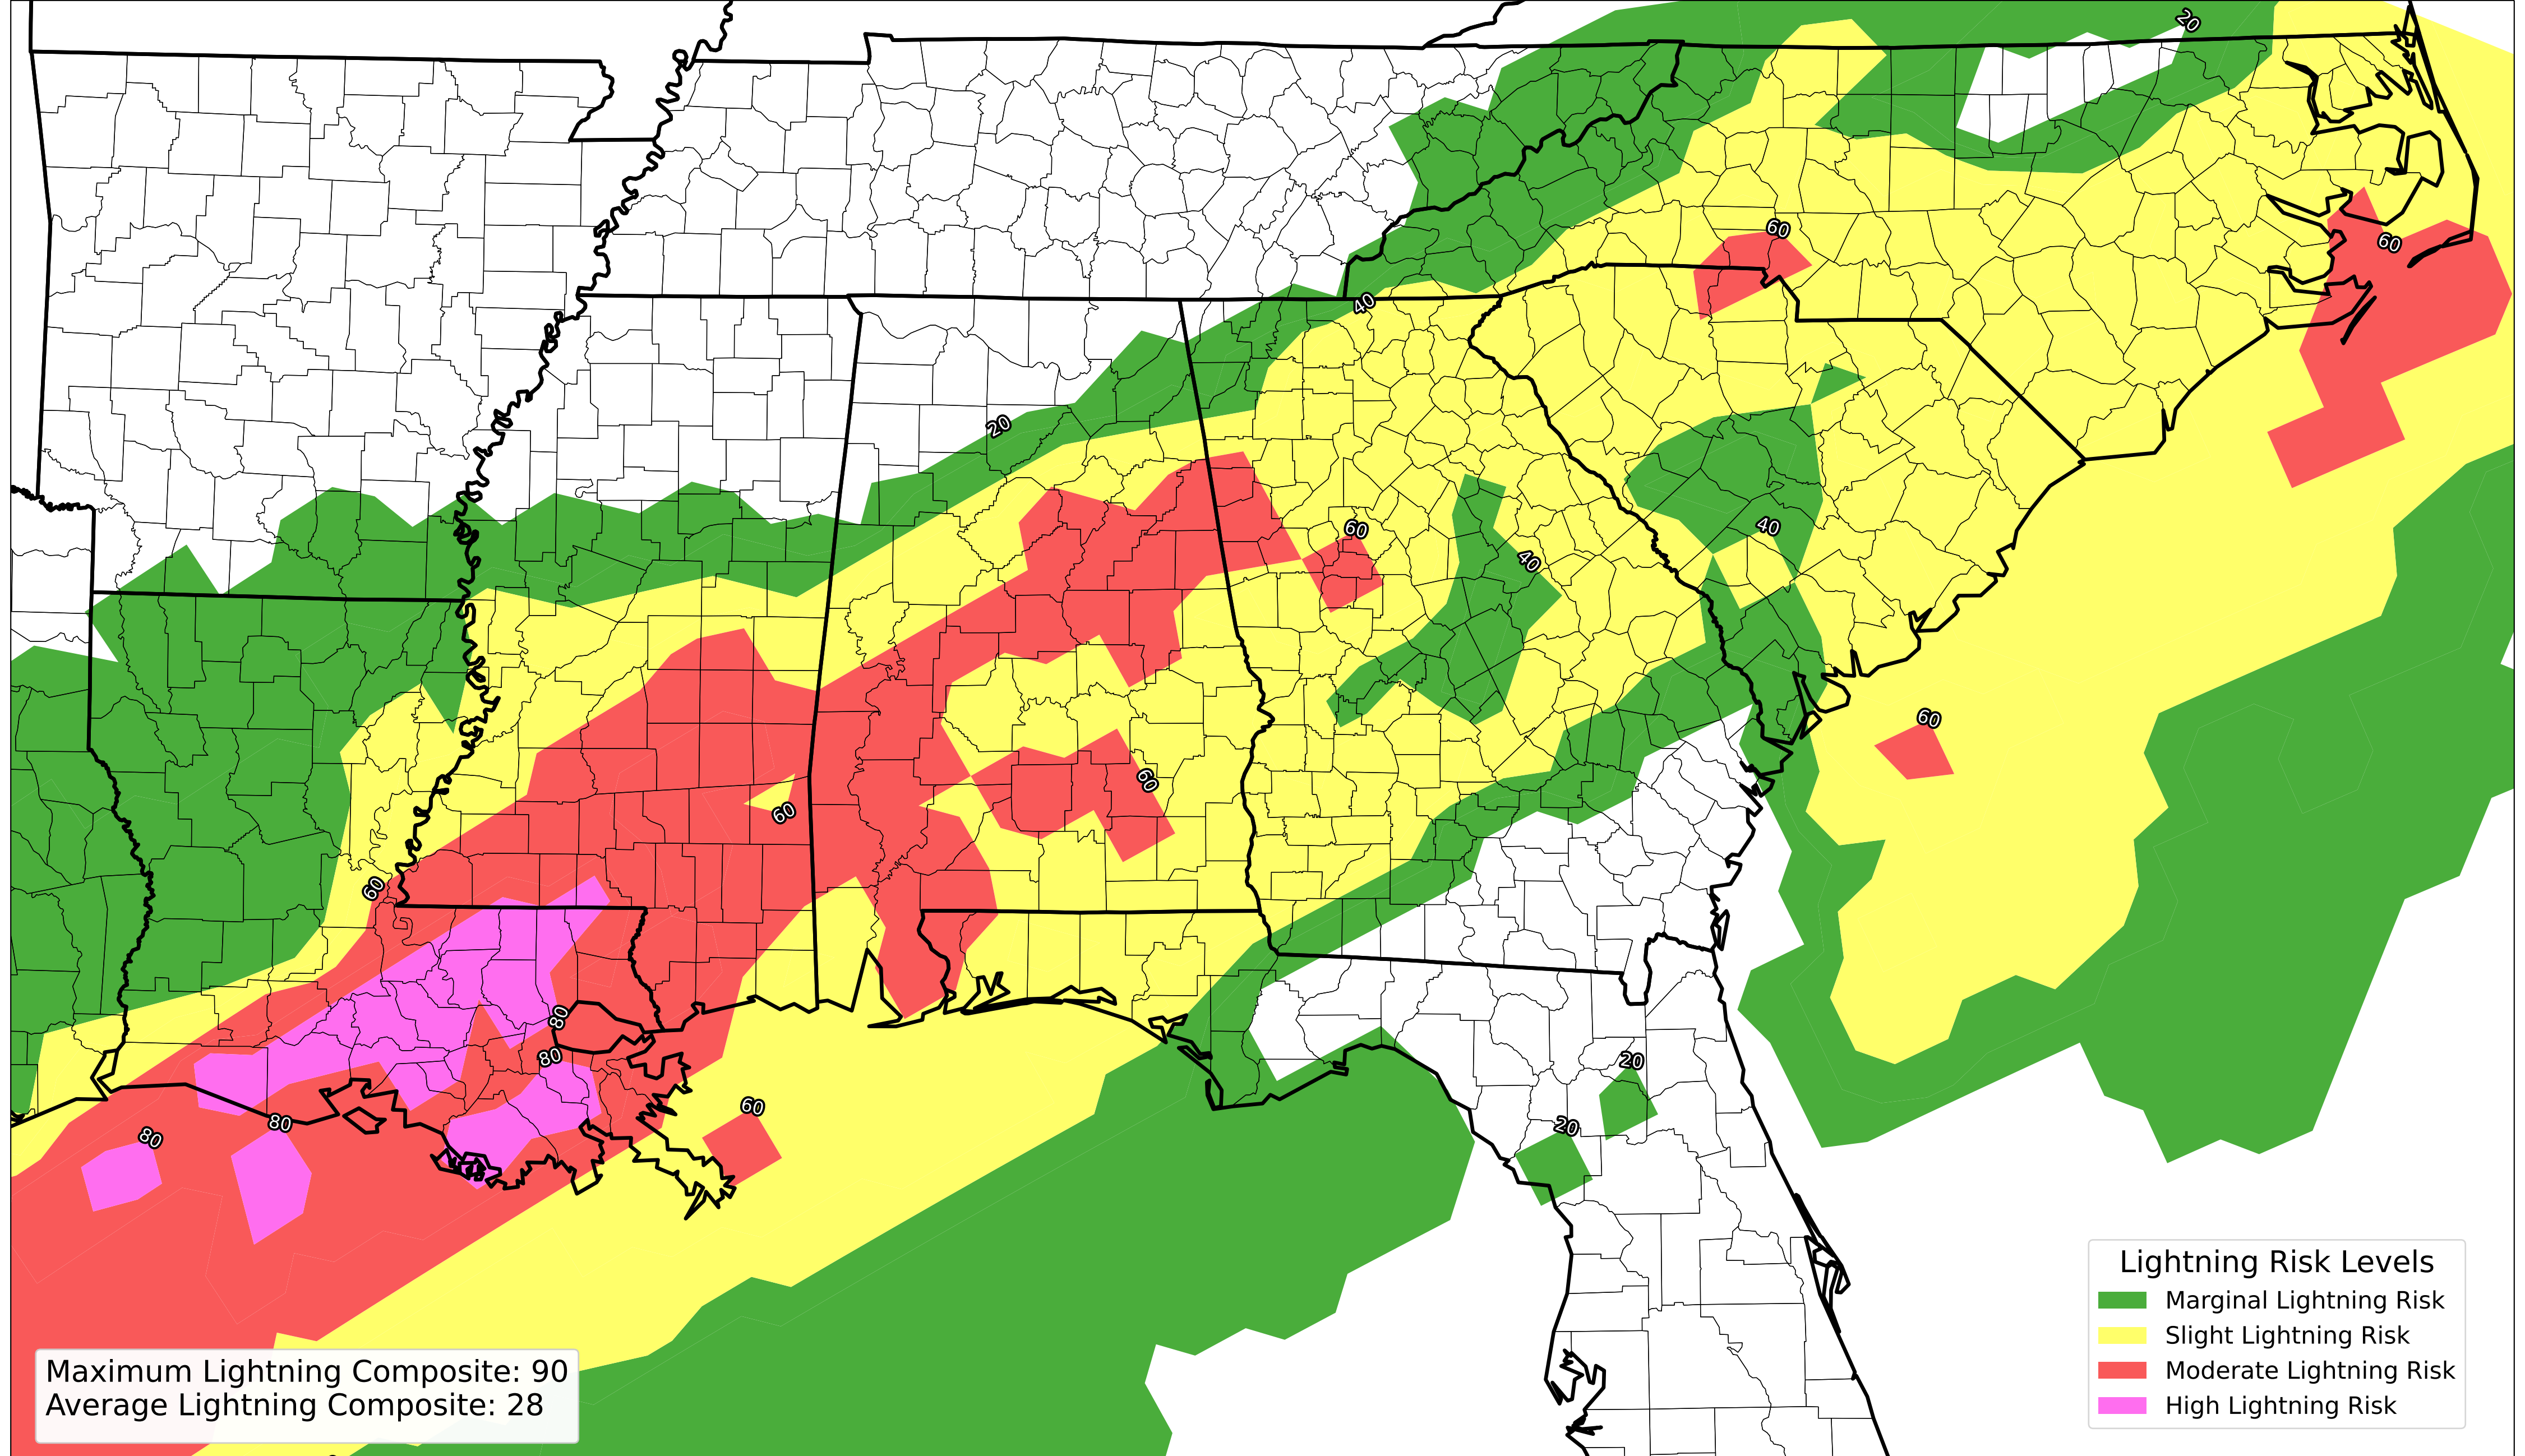 20
60
60
40
20
60
40
40
60
60
60
60
80
80
60
20
80
20
80
Lightning Risk Levels
Marginal Lightning Risk
Slight Lightning Risk
Moderate Lightning Risk
High Lightning Risk
Maximum Lightning Composite: 90
Average Lightning Composite: 28